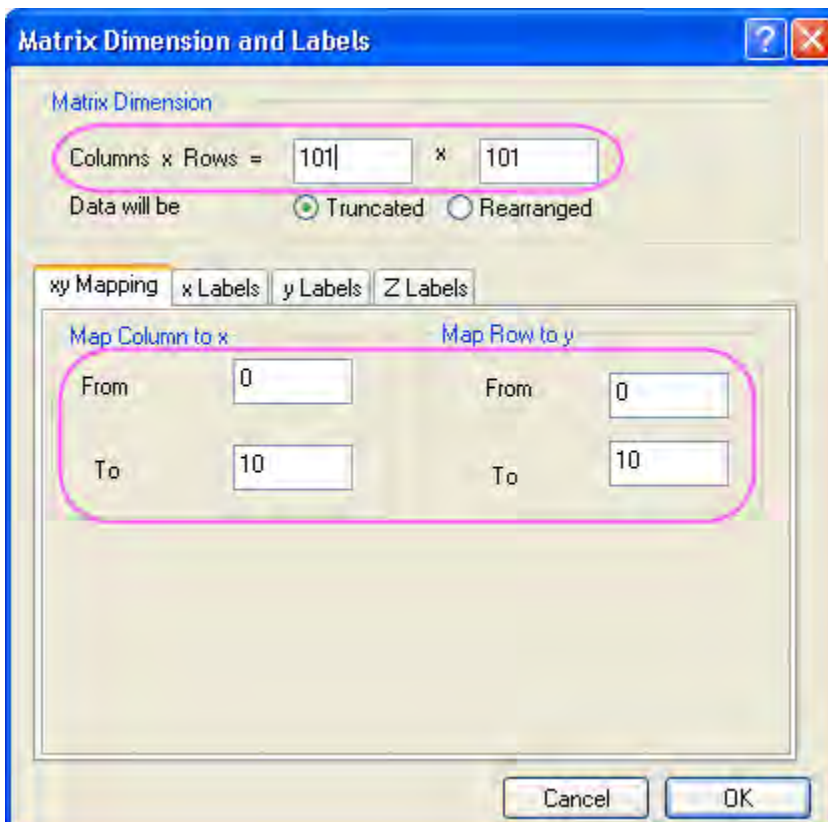 Matrix Dimension and Labels
Matrix Dimension
Columns x Rows = 101 x 101
Data will be Truncated Rearranged
xy Mapping x Labels y Labels Z Labels
Map Column to x Map Row to y
From 0 From 0
To 10 To 10
Cancel OK